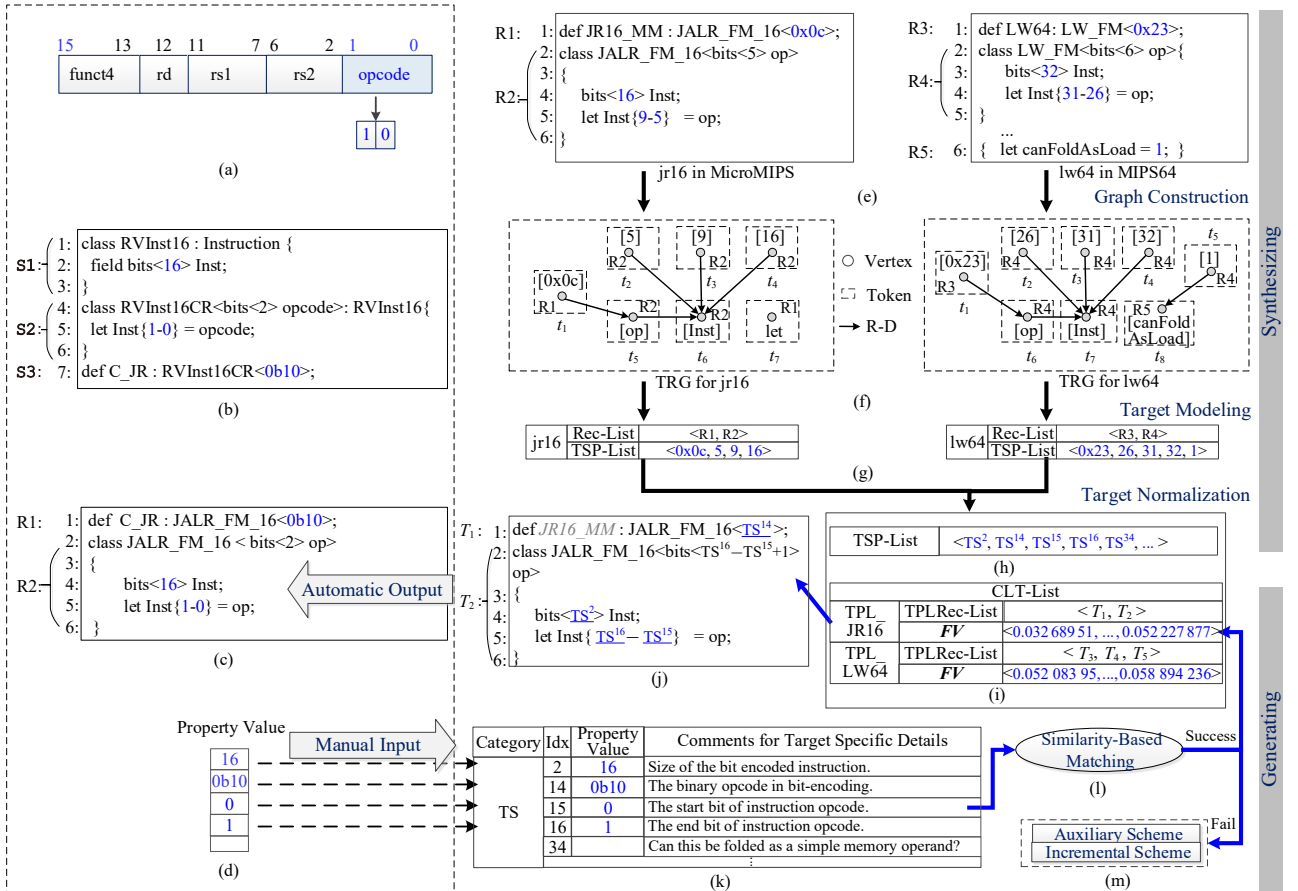 15 13 12 11 7 6 2 1 0
funct4 rd rs1 rs2 opcode
1 0
(a)
S1:
1: class RVInst16 : Instruction {
2: field bits<16> Inst;
3: }
S2:
4: class RVInst16CR<bits<2> opcode>: RVInst16{
5: let Inst{1-0} = opcode;
6: }
S3: 7: def C_JR : RVInst16CR<0b10>;
(b)
R1: 1: def C_JR : JALR_FM_16<0b10>;
R2:
2: class JALR_FM_16 < bits<2> op>
3: {
4: bits<16> Inst;
5: let Inst{1-0} = op;
6: }
(c)
Automatic Output
Property Value
16
0b10
0
1
(d)
Manual Input
R1: 1: def JR16_MM : JALR_FM_16<0x0c>;
R2:
2: class JALR_FM_16<bits<5> op>
3: {
4: bits<16> Inst;
5: let Inst{9-5} = op;
6: }
jr16 in MicroMIPS
R3: 1: def LW64: LW_FM<0x23>;
R4:
2: class LW_FM<bits<6> op>{
3: bits<32> Inst;
4: let Inst{31-26} = op;
5: }
...
R5: 6: { let canFoldAsLoad = 1; }
lw64 in MIPS64
(e)
Graph Construction
[5] R2 t2
[9] R2 t3
[16] R2 t4
[0x0c] R1 t1
R2 [op] t5
R2 [Inst] t6
R1 let t7
TRG for jr16
Vertex
Token
R-D
[26] R4 t2
[31] R4 t3
[32] R4 t4
t5 [1] R4
[0x23] R3 t1
R4 [op] t6
R4 [Inst] t7
R5 [canFold
AsLoad] t8
TRG for lw64
(f)
Target Modeling
jr16 Rec-List <R1, R2>
TSP-List <0x0c, 5, 9, 16>
lw64 Rec-List <R3, R4>
TSP-List <0x23, 26, 31, 32, 1>
(g)
Target Normalization
Synthesizing
TSP-List <TS2, TS14, TS15, TS16, TS34, ... >
(h)
CLT-List
TPL_
JR16
TPLRec-List < T1, T2 >
FV <0.032 689 51, ..., 0.052 227 877>
TPL_
LW64
TPLRec-List < T3, T4 , T5 >
FV <0.052 083 95, ..., 0.058 894 236>
(i)
T1 1: def JR16_MM : JALR_FM_16<TS14>;
T2
2: class JALR_FM_16<bits<TS16−TS15+1>
op>
3: {
4: bits<TS2> Inst;
5: let Inst{ TS16− TS15} = op;
6: }
(j)
Category Idx Property Value Comments for Target Specific Details
TS
2 16 Size of the bit encoded instruction.
14 0b10 The binary opcode in bit-encoding.
15 0 The start bit of instruction opcode.
16 1 The end bit of instruction opcode.
34 Can this be folded as a simple memory operand?
⋮
(k)
Similarity-Based
Matching
(l)
Success
Fail
Auxiliary Scheme
Incremental Scheme
(m)
Generating